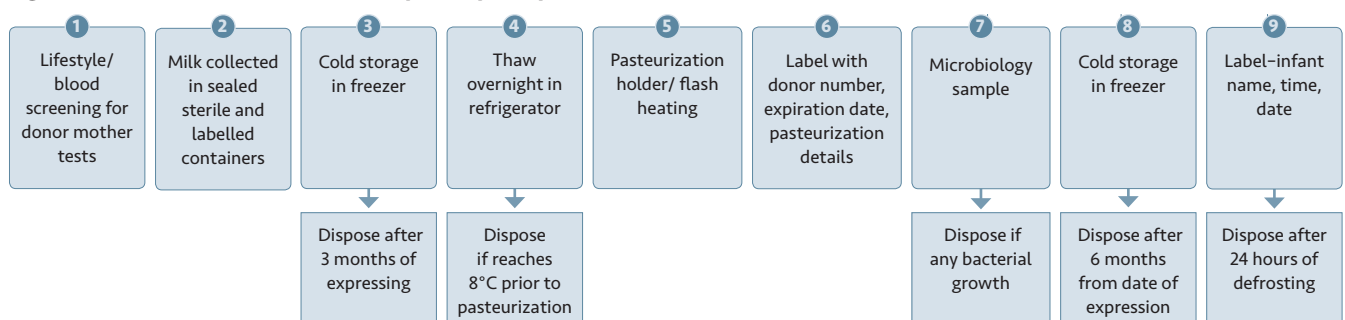 1
Lifestyle/
blood
screening for
donor mother
tests
2
Milk collected
in sealed
sterile and
labelled
containers
3
Cold storage
in freezer
Dispose after
3 months of
expressing
4
Thaw
overnight in
refrigerator
Dispose
if reaches
8°C prior to
pasteurization
5
Pasteurization
holder/ flash
heating
6
Label with
donor number,
expiration date,
pasteurization
details
7
Microbiology
sample
Dispose if
any bacterial
growth
8
Cold storage
in freezer
Dispose after
6 months
from date of
expression
9
Label–infant
name, time,
date
Dispose after
24 hours of
defrosting